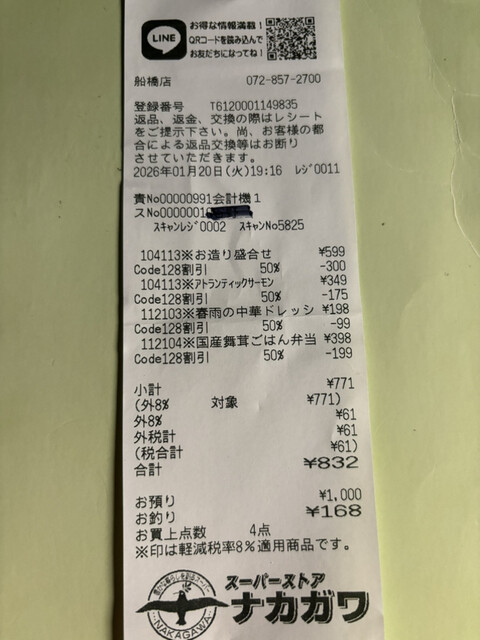 LINE
お得な情報満載!
QRコードを読み込んで
お友だちになってね!
船橋店 072-857-2700
登録番号 T6120001149835
返品、返金、交換の際はレシート
をご提示下さい。尚、お客様の都
合による返品交換等はお断り
させていただきます。
2026年01月20日(火)19:16 レジ0011
責No00000991会計機1
スNo0000001
スキャンレジ0002 スキャンNo5825
104113※お造り盛合せ ¥599
Code128割引 50% -300
104113※アトランティックサーモン ¥349
Code128割引 50% -175
112103※春雨の中華ドレッシ ¥198
Code128割引 50% -99
112104※国産舞茸ごはん弁当 ¥398
Code128割引 50% -199
小計 ¥771
(外8% 対象 ¥771)
外8% ¥61
外税計 ¥61
(税合計 ¥61)
合計 ¥832
お預り ¥1,000
お釣り ¥168
お買上点数 4点
※印は軽減税率8%適用商品です。
スーパーストア
ナカガワ
NAKAGAWA